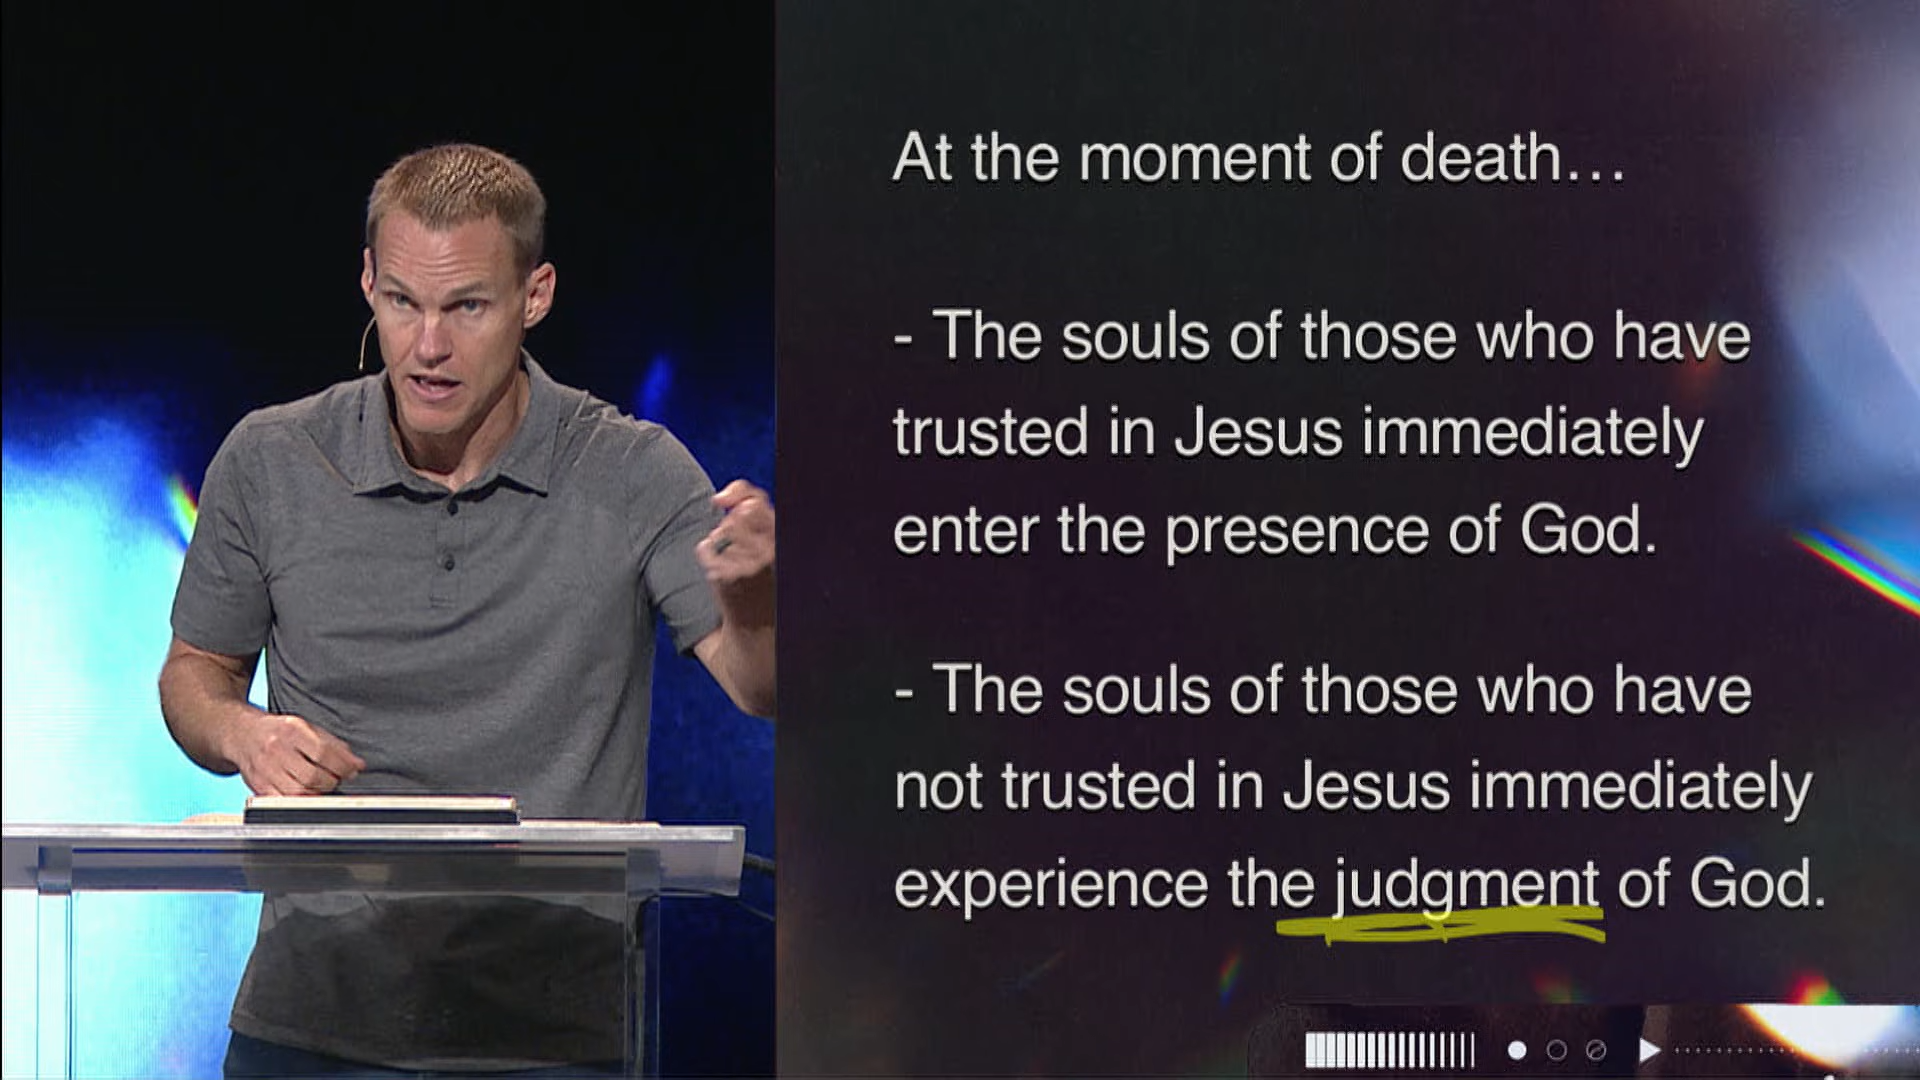 At the moment of death…
- The souls of those who have
trusted in Jesus immediately
enter the presence of God.
- The souls of those who have
not trusted in Jesus immediately
experience the judgment of God.